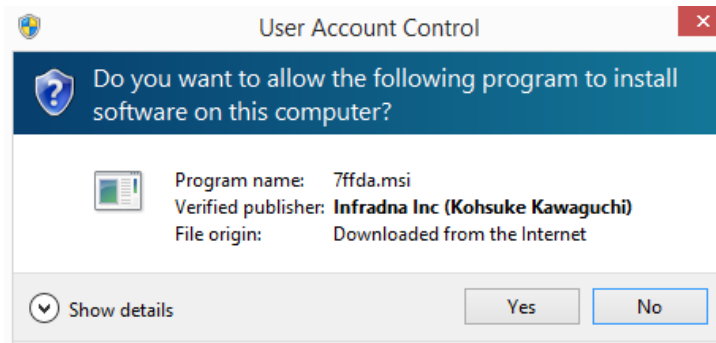 User Account Control
Do you want to allow the following program to install
software on this computer?
Program name: 7ffda.msi
Verified publisher: Infradna Inc (Kohsuke Kawaguchi)
File origin: Downloaded from the Internet
Show details
Yes
No